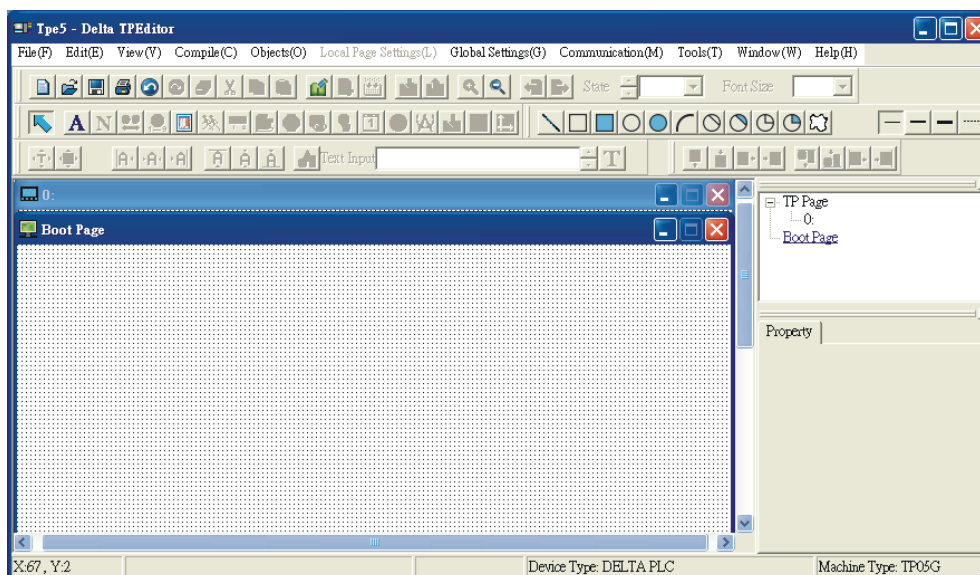 Tpe5 - Delta TPEditor
File(F) Edit(E) View(V) Compile(C) Objects(O) Local Page Settings(L) Global Settings(G) Communication(M) Tools(T) Window(W) Help(H)
State Font Size
A N
Text Input T
0:
Boot Page
TP Page
0:
Boot Page
Property
X:67, Y:2 Device Type: DELTA PLC Machine Type: TP05G